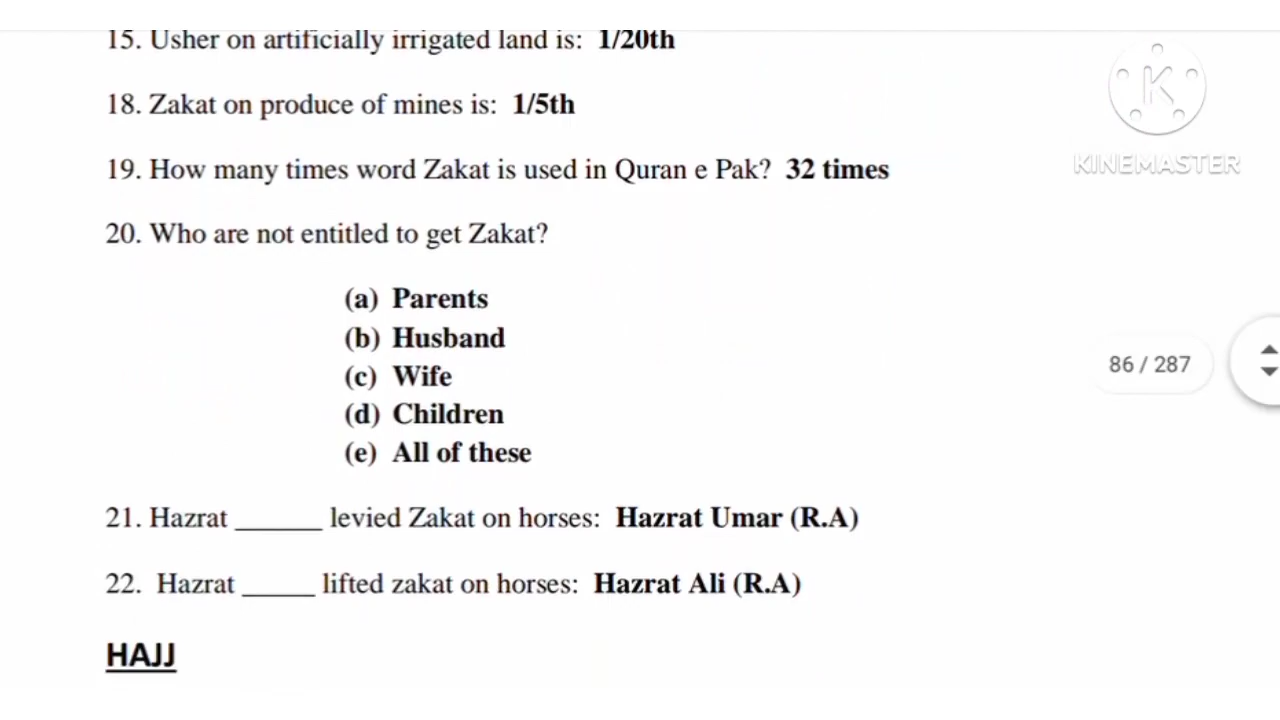 15. Usher on artificially irrigated land is: 1/20th
18. Zakat on produce of mines is: 1/5th
K
KINEMASTER
19. How many times word Zakat is used in Quran e Pak? 32 times
20. Who are not entitled to get Zakat?
(a) Parents
(b) Husband
86 / 287
(c) Wife
(d) Children
(e) All of these
21. Hazrat ______ levied Zakat on horses: Hazrat Umar (R.A)
22. Hazrat _____ lifted zakat on horses: Hazrat Ali (R.A)
HAJJ